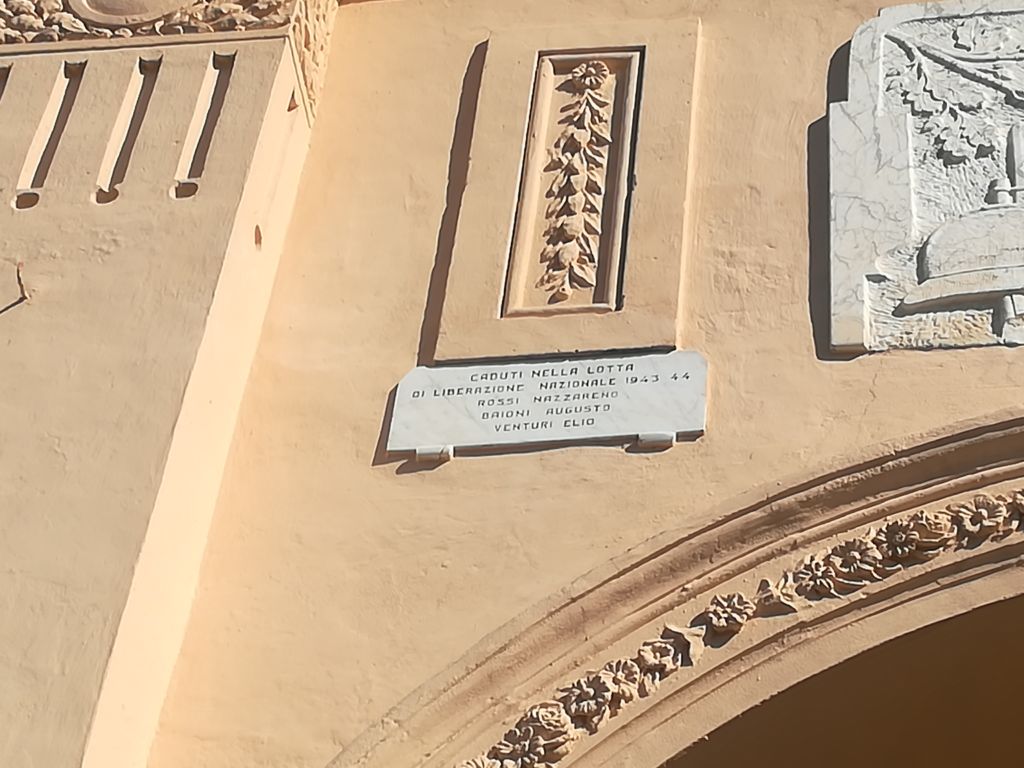 CADUTI NELLA LOTTA
DI LIBERAZIONE NAZIONALE 1943 44
ROSSI NAZZARENO
BAIONI AUGUSTO
VENTURI ELIO